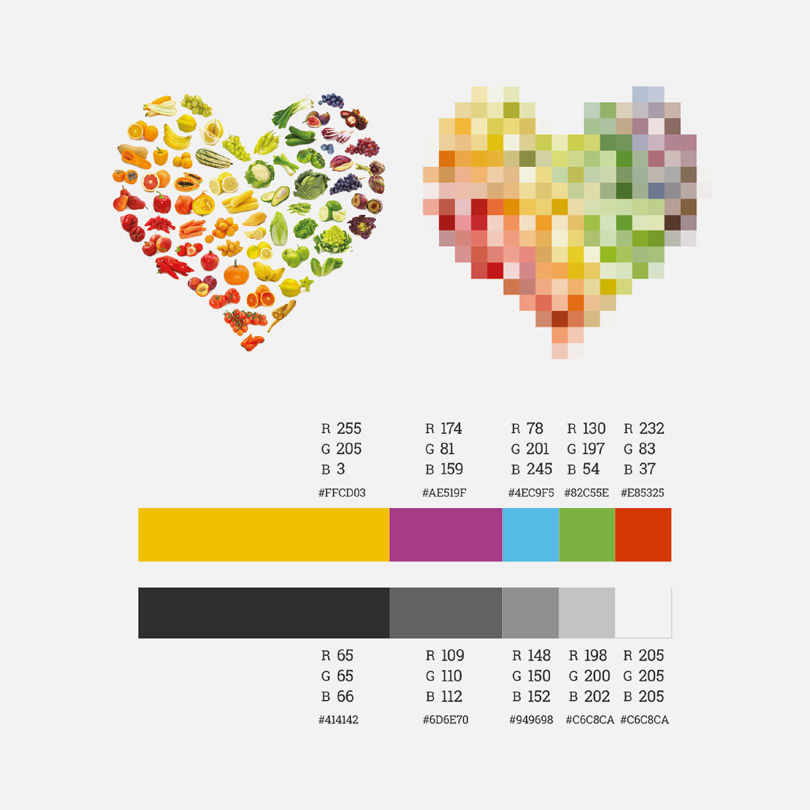 R 255 R 174 R 78 R 130 R 232
G 205 G 81 G 201 G 197 G 83
B 3 B 159 B 245 B 54 B 37
#FFCD03 #AE519F #4EC9F5 #82C55E #E85325
R 65 R 109 R 148 R 198 R 205
G 65 G 110 G 150 G 200 G 205
B 66 B 112 B 152 B 202 B 205
#414142 #6D6E70 #949698 #C6C8CA #C6C8CA